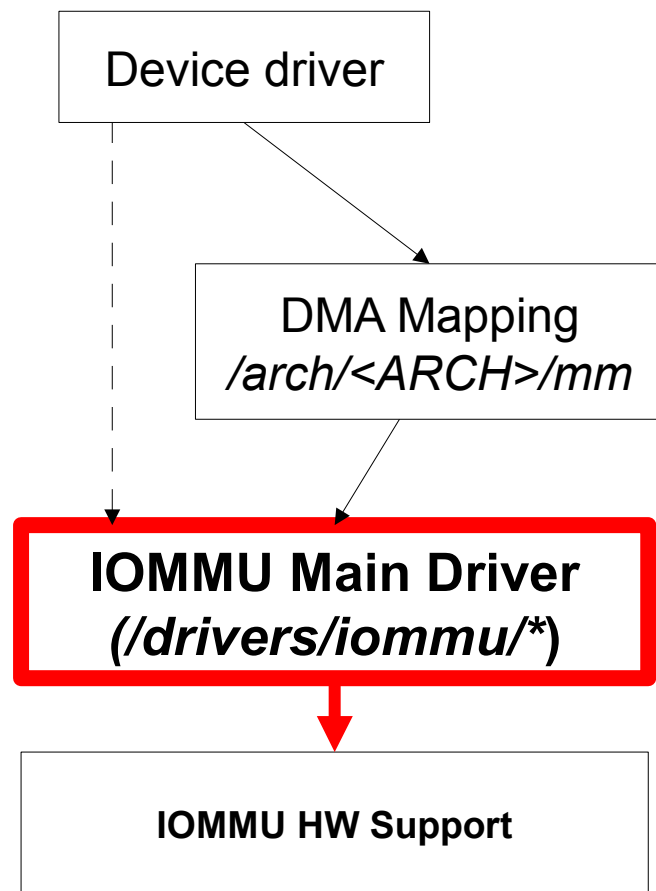 Device driver
DMA Mapping
/arch/<ARCH>/mm
IOMMU Main Driver
(/drivers/iommu/*)
IOMMU HW Support